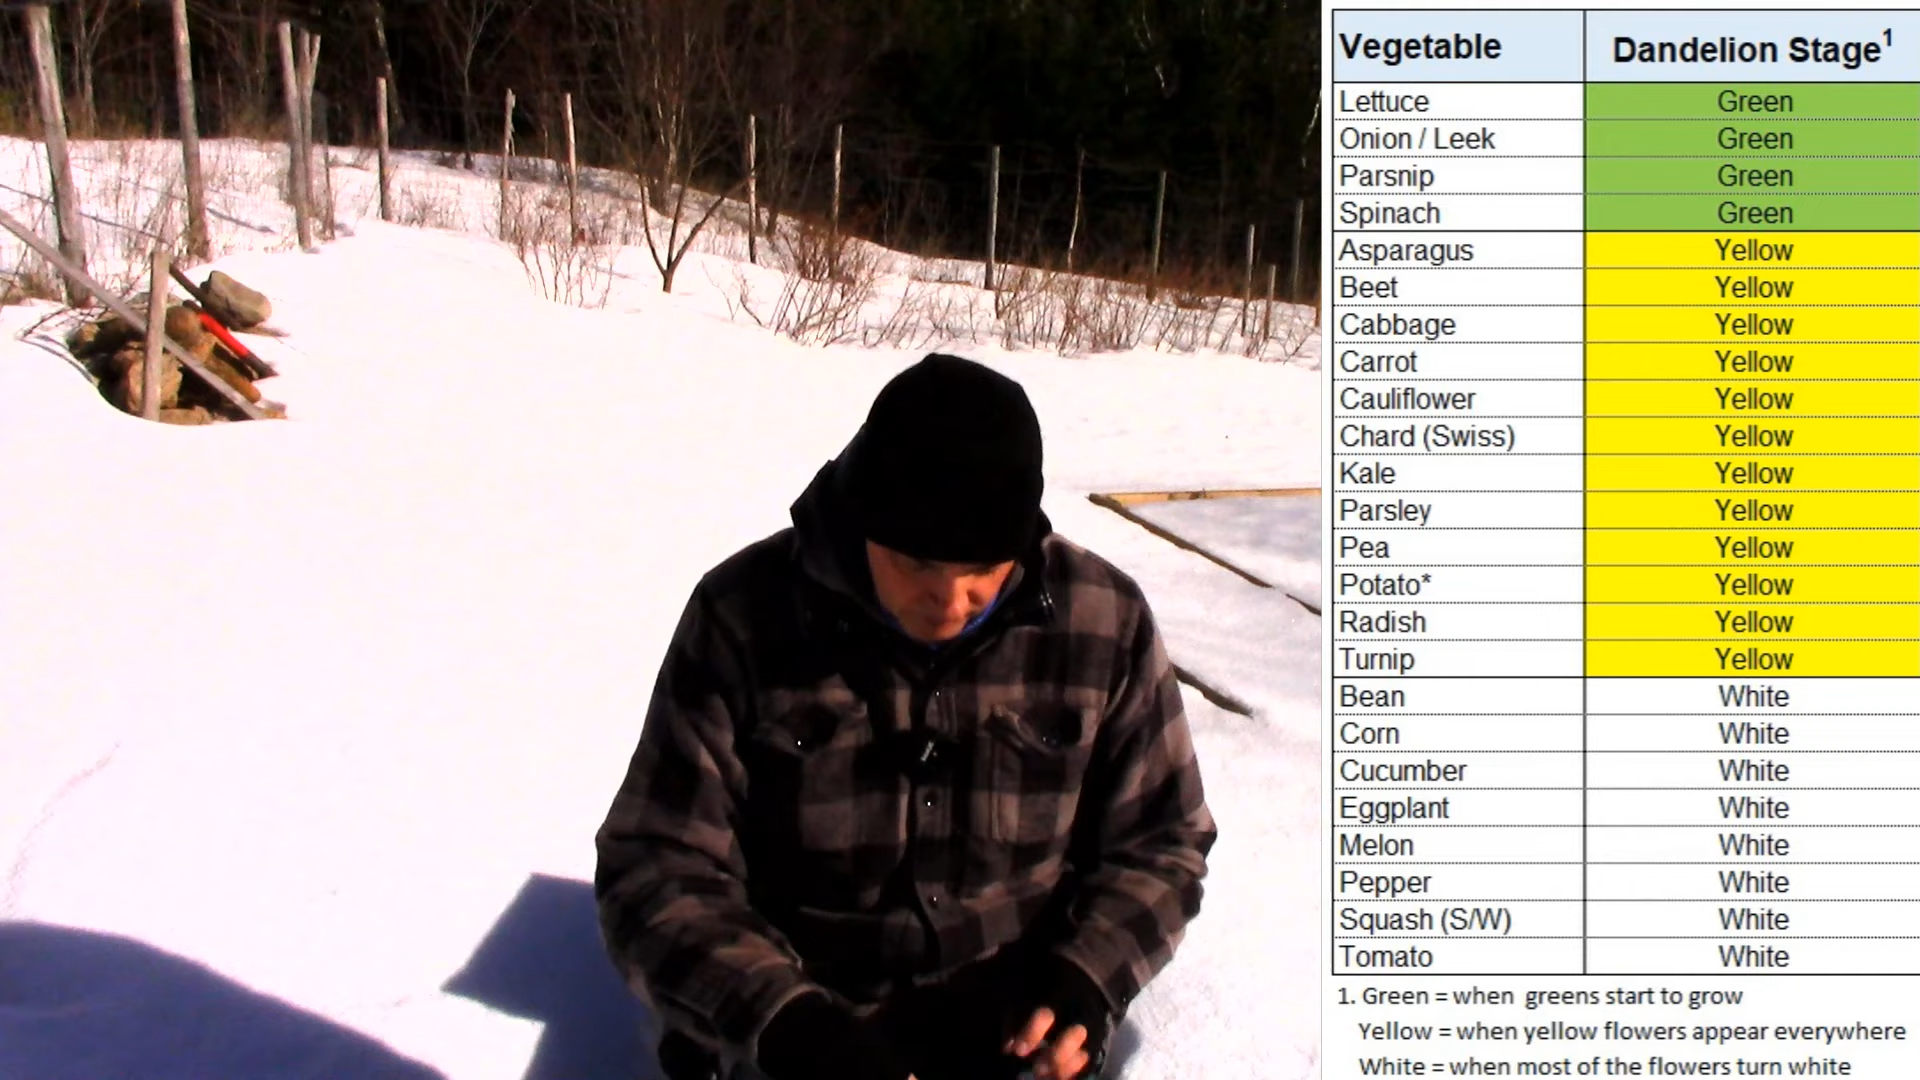 Vegetable Dandelion Stage1
Lettuce Green
Onion / Leek Green
Parsnip Green
Spinach Green
Asparagus Yellow
Beet Yellow
Cabbage Yellow
Carrot Yellow
Cauliflower Yellow
Chard (Swiss) Yellow
Kale Yellow
Parsley Yellow
Pea Yellow
Potato* Yellow
Radish Yellow
Turnip Yellow
Bean White
Corn White
Cucumber White
Eggplant White
Melon White
Pepper White
Squash (S/W) White
Tomato White
1. Green = when greens start to grow
Yellow = when yellow flowers appear everywhere
White = when most of the flowers turn white